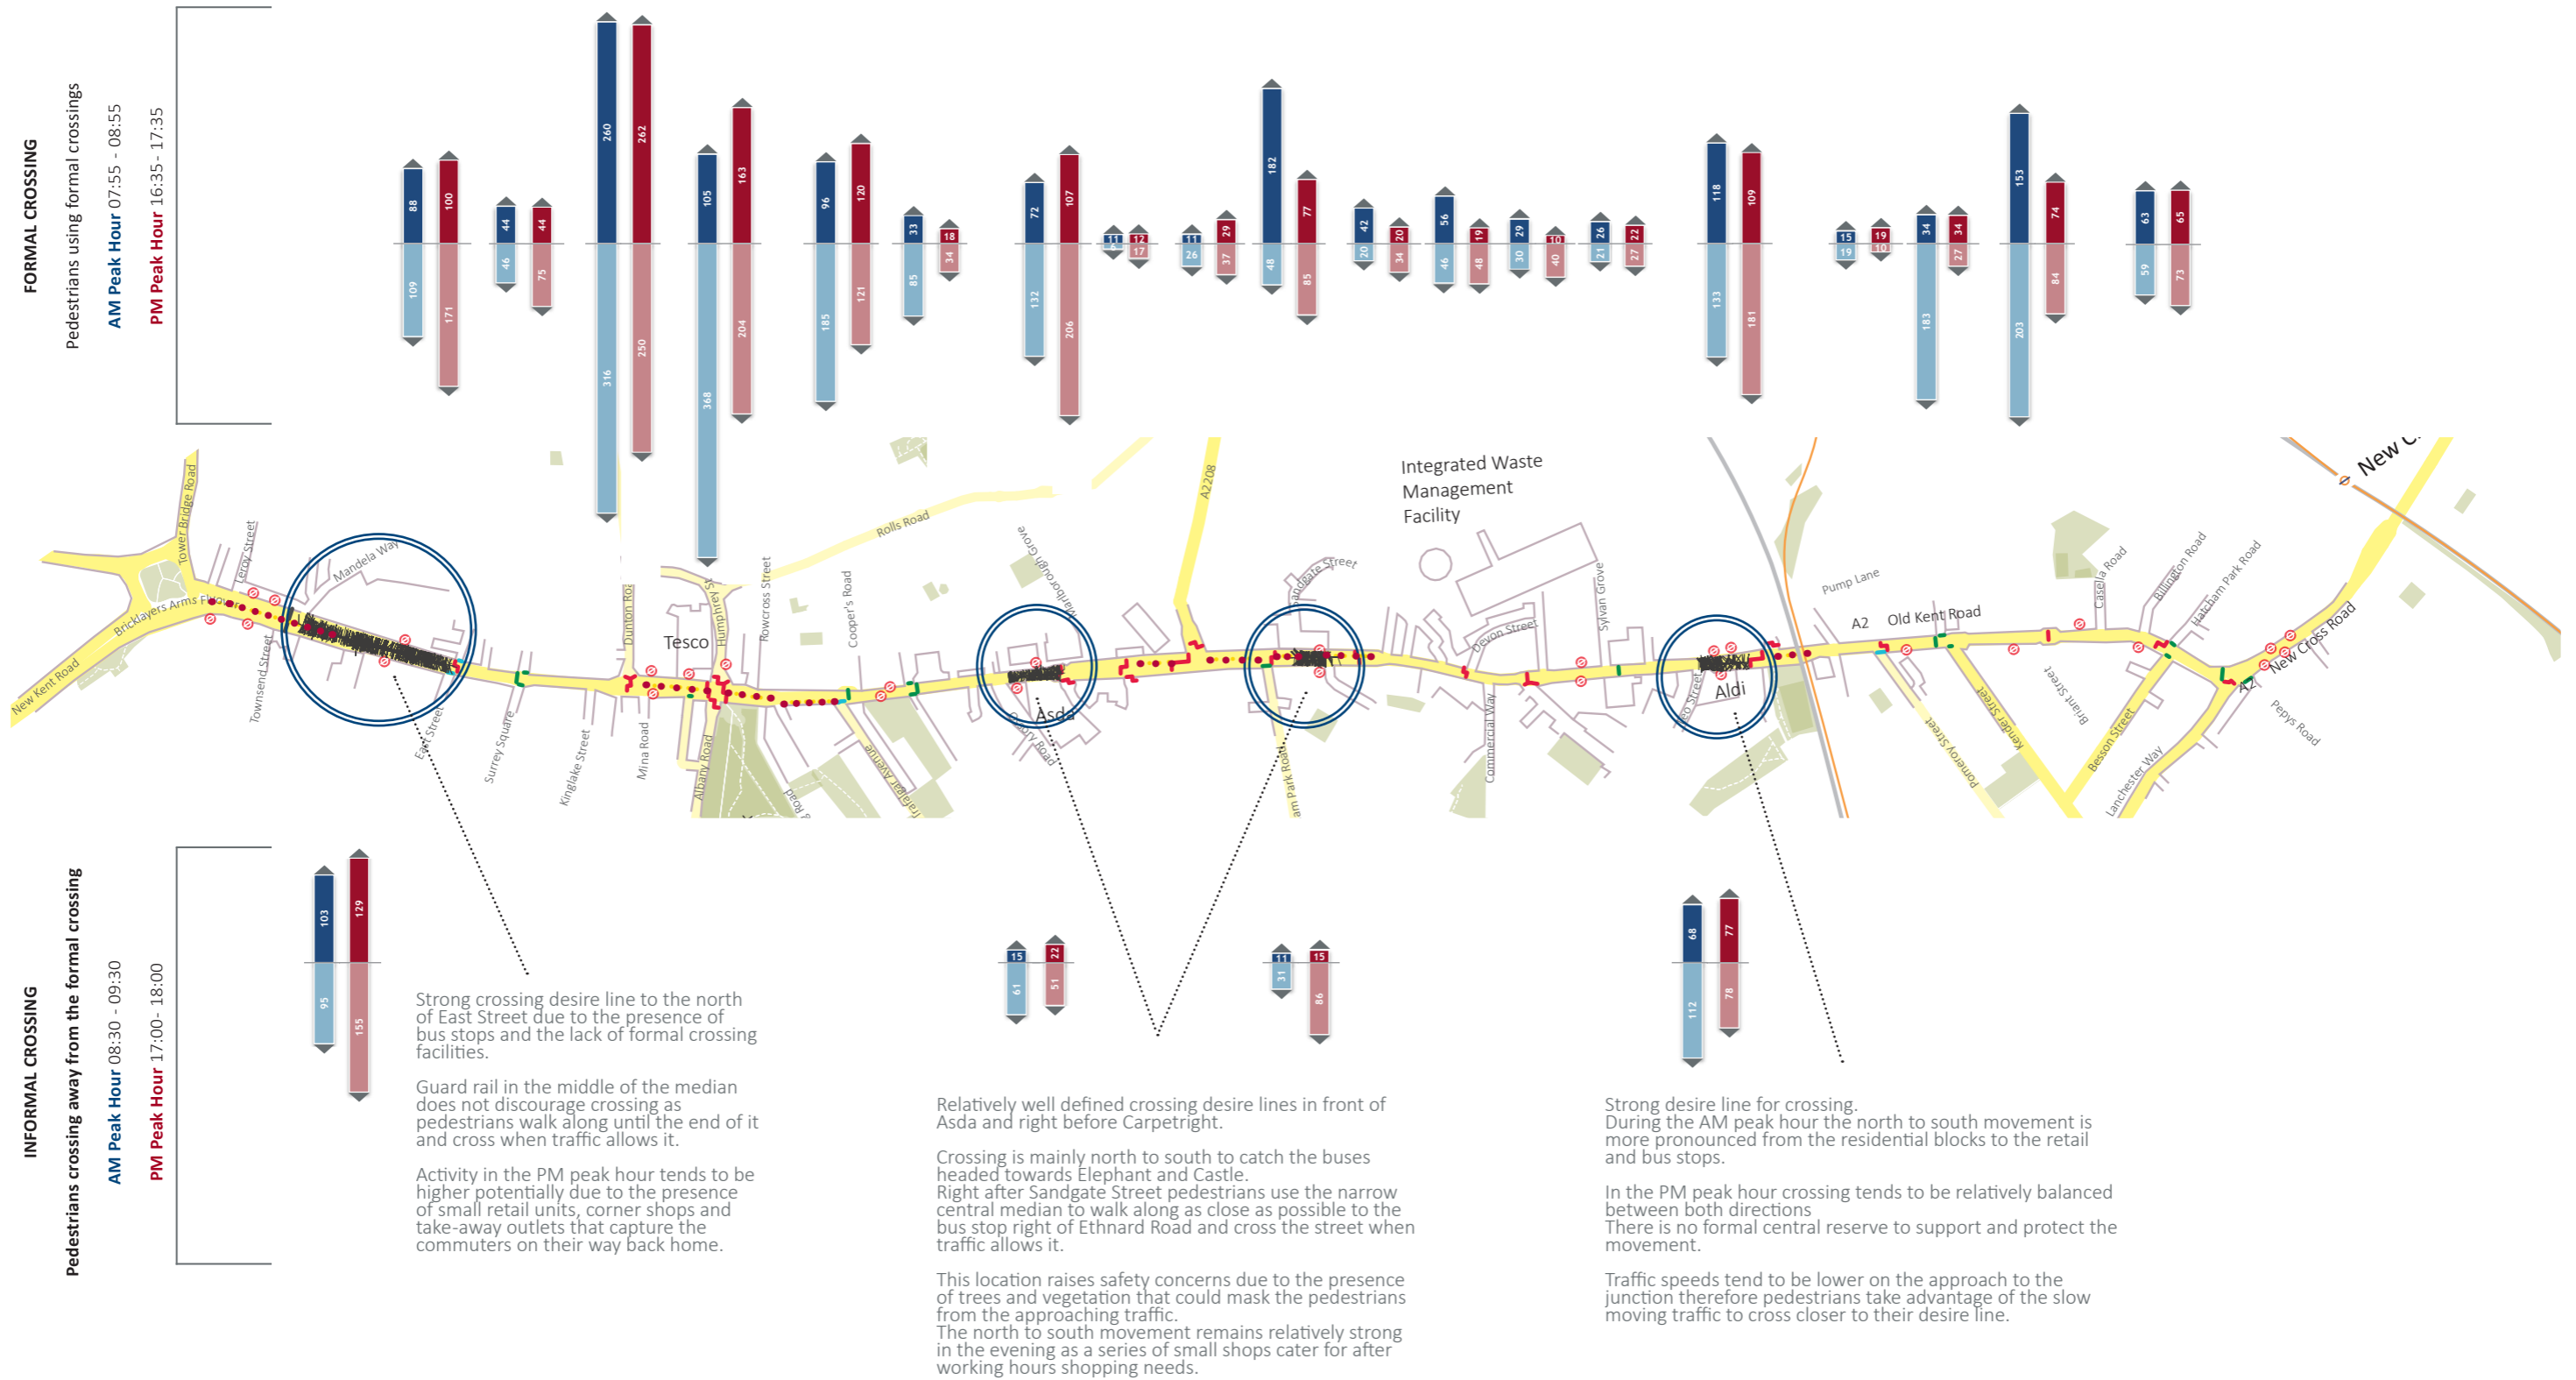 FORMAL CROSSING
Pedestrians using formal crossings
AM Peak Hour 07:55 - 08:55
PM Peak Hour 16:35 - 17:35
88
109
100
171
44
46
44
75
260
316
262
250
105
368
163
204
96
185
120
121
33
85
18
34
72
132
107
206
11
6
12
17
11
26
29
37
182
48
77
85
42
20
20
34
56
46
19
48
29
30
10
40
26
21
22
27
118
133
109
181
15
19
19
10
34
183
34
27
153
203
74
84
63
59
65
73
Integrated Waste
Management
Facility
Tower Bridge Road
Leroy Street
Mandela Way
Bricklayers Arms
New Kent Road
Townsend Street
East Street
Surrey Square
Kinglake Street
Mina Road
Tesco
Humphrey St
Albany Road
Rowcross Street
Rolls Road
Cooper's Road
Trafalgar Avenue
Road
Marlborough Grove
Asda
A2208
Sandgate Street
am Park Road
Devon Street
Commercial Way
Sylvan Grove
Aldi
Pump Lane
A2
Old Kent Road
Pomeroy Street
Kender Street
Briant Street
Casella Road
Besson Street
Billington Road
Hatcham Park Road
Lanchester Way
A2
New Cross Road
Pepys Road
INFORMAL CROSSING
Pedestrians crossing away from the formal crossing
AM Peak Hour 08:30 - 09:30
PM Peak Hour 17:00- 18:00
103
95
129
155
Strong crossing desire line to the north
of East Street due to the presence of
bus stops and the lack of formal crossing
facilities.
Guard rail in the middle of the median
does not discourage crossing as
pedestrians walk along until the end of it
and cross when traffic allows it.
Activity in the PM peak hour tends to be
higher potentially due to the presence
of small retail units, corner shops and
take-away outlets that capture the
commuters on their way back home.
15
61
22
51
11
31
15
86
Relatively well defined crossing desire lines in front of
Asda and right before Carpetright.
Crossing is mainly north to south to catch the buses
headed towards Elephant and Castle.
Right after Sandgate Street pedestrians use the narrow
central median to walk along as close as possible to the
bus stop right of Ethnard Road and cross the street when
traffic allows it.
This location raises safety concerns due to the presence
of trees and vegetation that could mask the pedestrians
from the approaching traffic.
The north to south movement remains relatively strong
in the evening as a series of small shops cater for after
working hours shopping needs.
68
112
77
78
Strong desire line for crossing.
During the AM peak hour the north to south movement is
more pronounced from the residential blocks to the retail
and bus stops.
In the PM peak hour crossing tends to be relatively balanced
between both directions
There is no formal central reserve to support and protect the
movement.
Traffic speeds tend to be lower on the approach to the
junction therefore pedestrians take advantage of the slow
moving traffic to cross closer to their desire line.